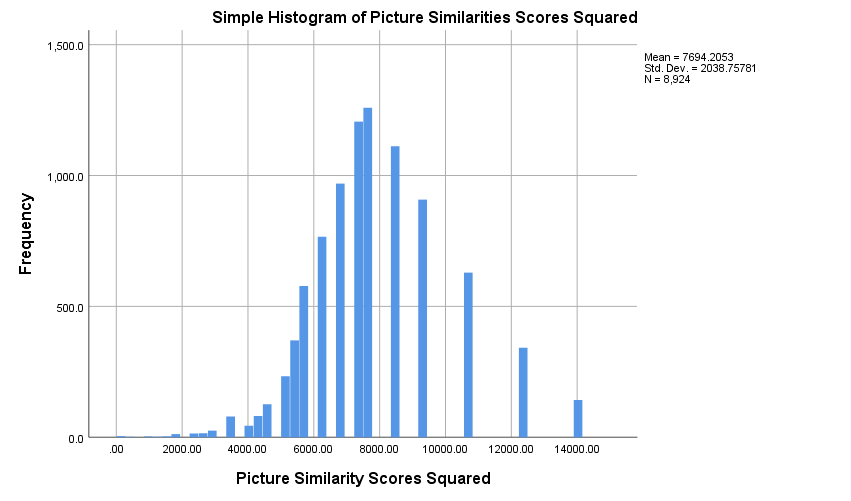 Simple Histogram of Picture Similarities Scores Squared
Mean = 7694.2053
Std. Dev. = 2038.75781
N = 8,924
Frequency
1,500.0
1,000.0
500.0
0.0
.00 2000.00 4000.00 6000.00 8000.00 10000.00 12000.00 14000.00
Picture Similarity Scores Squared